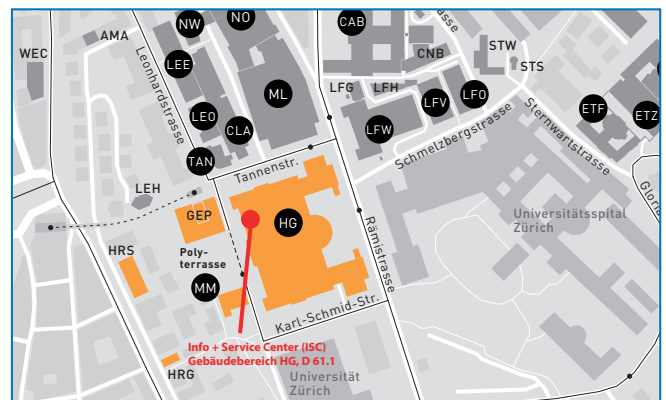 NW
NO
CAB
AMA
WEC
LEE
Leonhardstrasse
ML
LEO
CLA
TAN
CNB
STW
STS
LFG
LFH
LFW
LFV
LFO
ETF
ETZ
Schmelzbergstrasse
Sternwartstrasse
Tannenstr.
LEH
GEP
HG
Rämistrasse
Universitätsspital
Zürich
HRS
Poly-
terrasse
MM
Karl-Schmid-Str.
Info + Service Center (ISC)
Gebäudebereich HG, D 61.1
HRG
Universität
Zürich